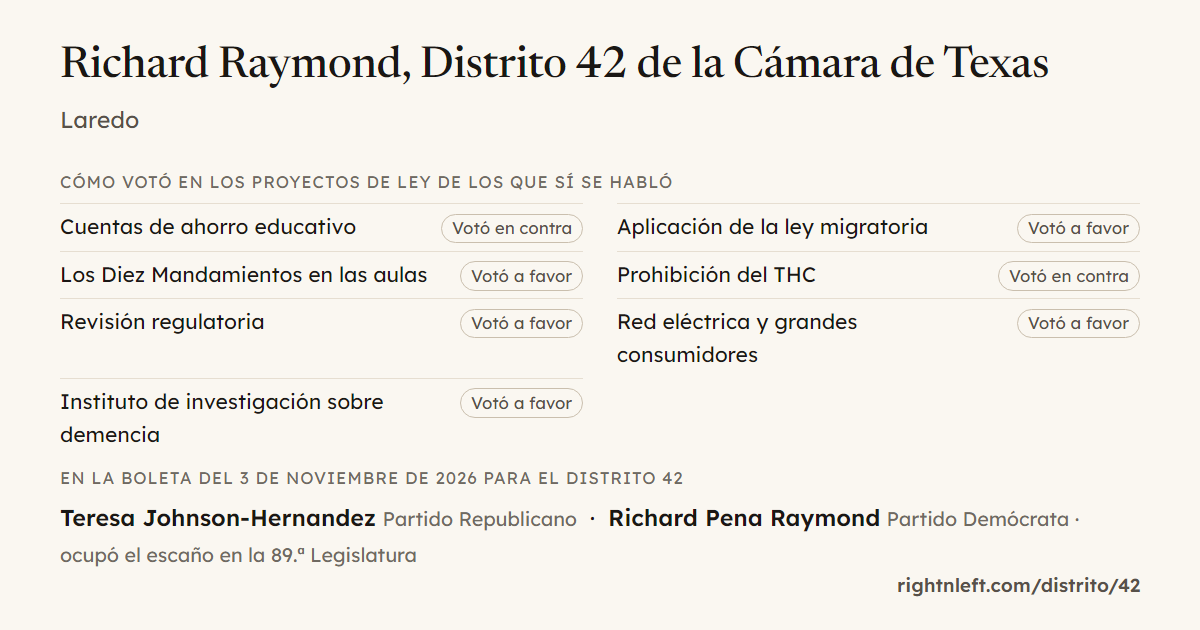 Richard Raymond, Distrito 42 de la Cámara de Texas
Laredo
CÓMO VOTÓ EN LOS PROYECTOS DE LEY DE LOS QUE SÍ SE HABLÓ
Cuentas de ahorro educativo Votó en contra
Aplicación de la ley migratoria Votó a favor
Los Diez Mandamientos en las aulas Votó a favor
Prohibición del THC Votó en contra
Revisión regulatoria Votó a favor
Red eléctrica y grandes Votó a favor
consumidores
Instituto de investigación sobre Votó a favor
demencia
EN LA BOLETA DEL 3 DE NOVIEMBRE DE 2026 PARA EL DISTRITO 42
Teresa Johnson-Hernandez Partido Republicano · Richard Pena Raymond Partido Demócrata ·
ocupó el escaño en la 89.ª Legislatura
rightnleft.com/distrito/42